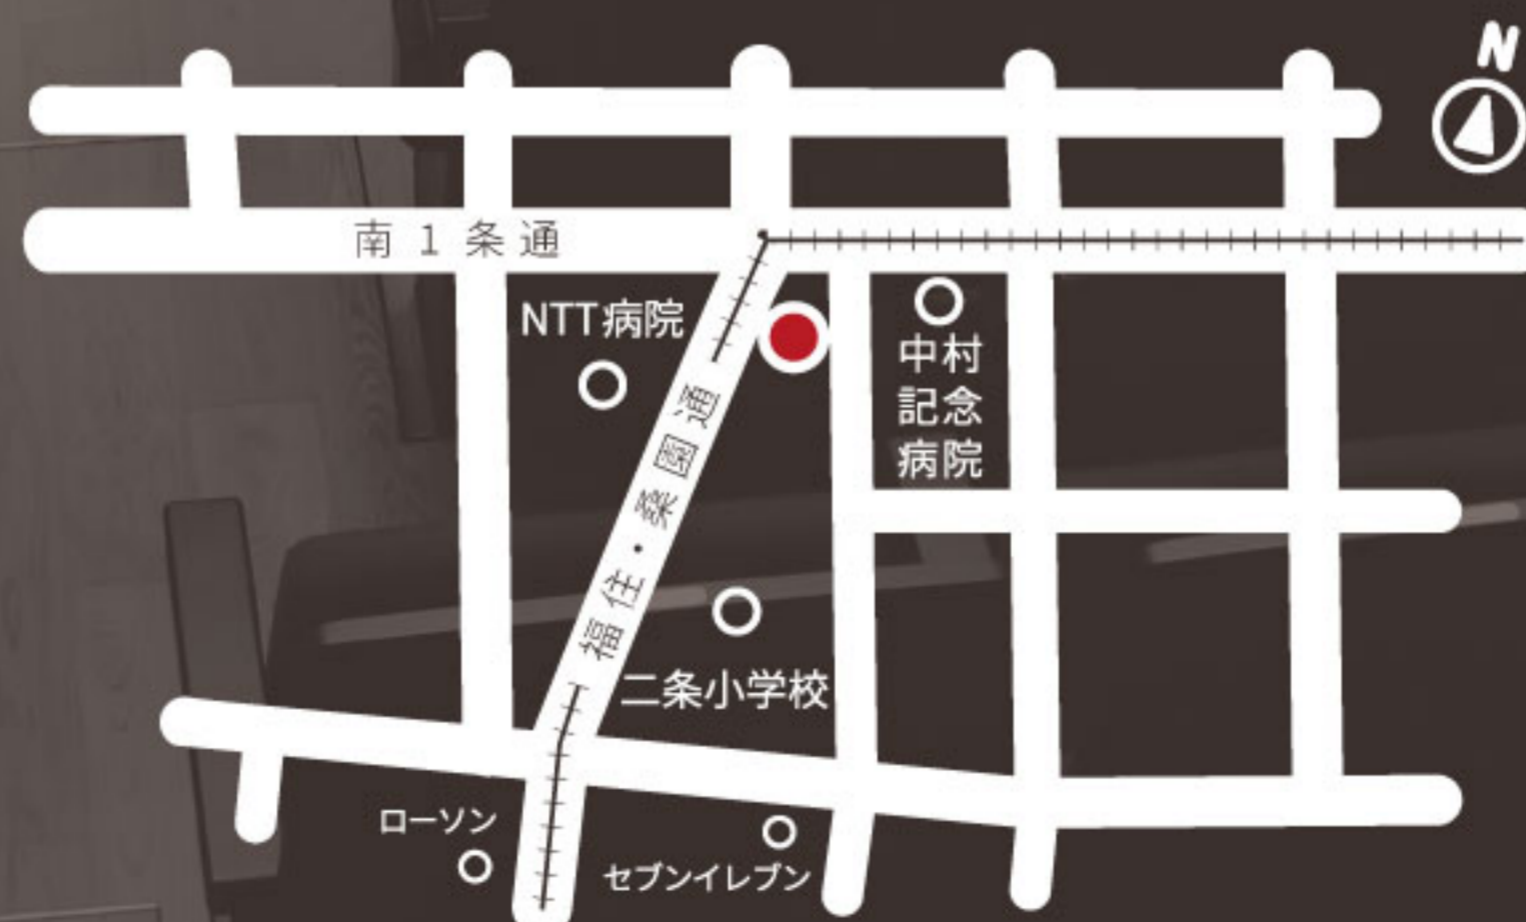 N
南1条通
NTT病院
中村
記念
病院
福住・桑園通
二条小学校
ローソン
セブンイレブン